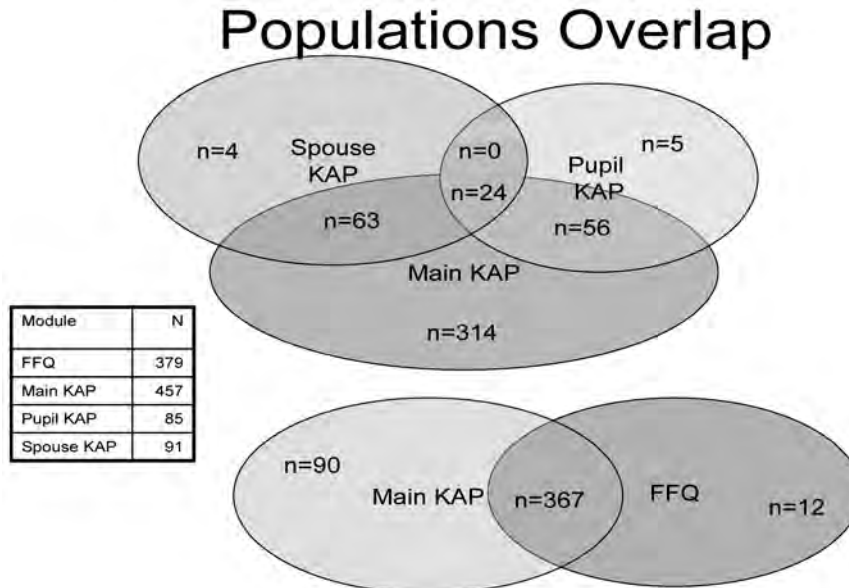 Populations Overlap
n=4
Spouse
KAP
n=0
n=5
Pupil
KAP
n=24
n=63
n=56
Main KAP
n=314
Module N
FFQ 379
Main KAP 457
Pupil KAP 85
Spouse KAP 91
n=90
Main KAP
n=367
FFQ
n=12